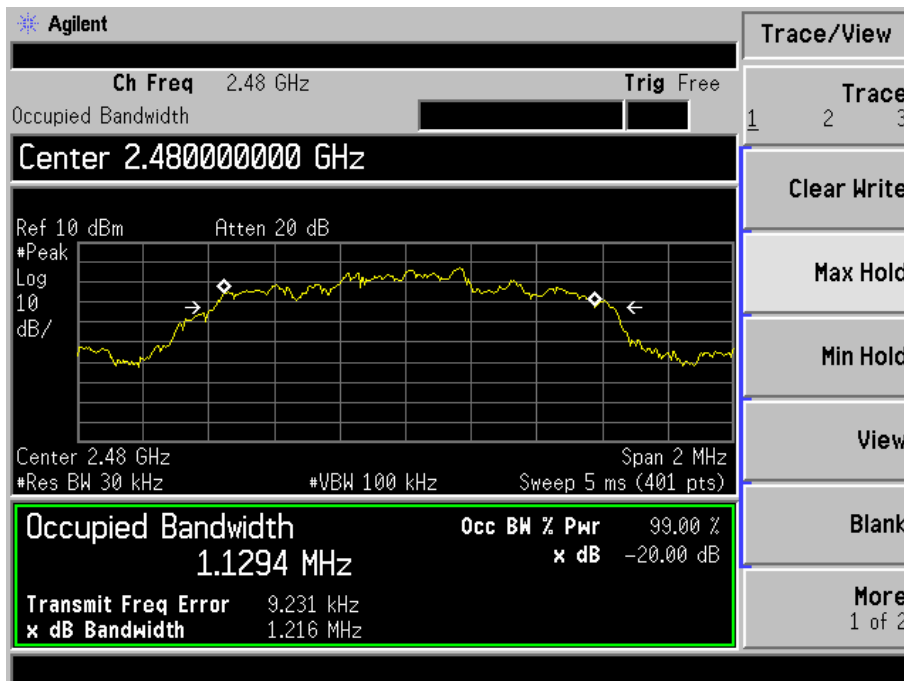 Agilent
Trace/View
Ch Freq 2.48 GHz Trig Free
Occupied Bandwidth
Trace
1 2 3
Center 2.480000000 GHz
Clear Write
Ref 10 dBm Atten 20 dB
#Peak
Log
10
dB/
Max Hold
Min Hold
View
Center 2.48 GHz Span 2 MHz
#Res BW 30 kHz #VBW 100 kHz Sweep 5 ms (401 pts)
Occupied Bandwidth
1.1294 MHz
Occ BW % Pwr 99.00 %
x dB -20.00 dB
Blank
Transmit Freq Error 9.231 kHz
x dB Bandwidth 1.216 MHz
More
1 of 2